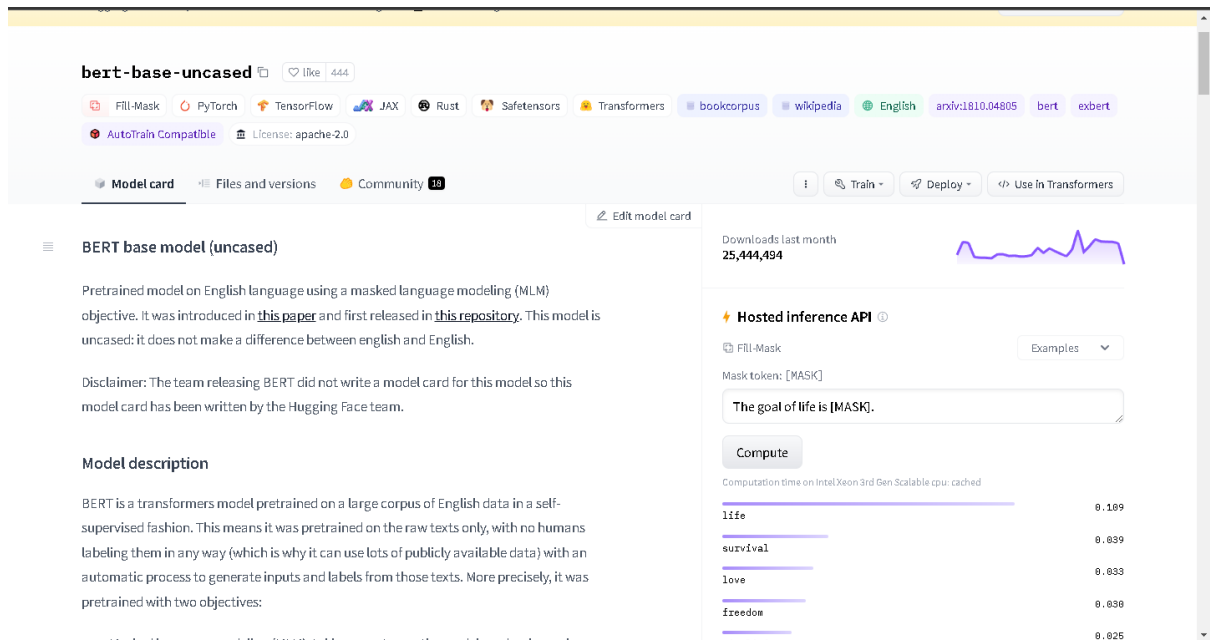 bert-base-uncased like 444
Fill-Mask PyTorch TensorFlow JAX Rust Safetensors Transformers bookcorpus wikipedia English arxiv:1810.04805 bert exbert
AutoTrain Compatible License: apache-2.0
Model card Files and versions Community 18
Train Deploy </> Use in Transformers
Edit model card
BERT base model (uncased)
Pretrained model on English language using a masked language modeling (MLM)
objective. It was introduced in this paper and first released in this repository. This model is
uncased: it does not make a difference between english and English.
Disclaimer: The team releasing BERT did not write a model card for this model so this
model card has been written by the Hugging Face team.
Model description
BERT is a transformers model pretrained on a large corpus of English data in a self-
supervised fashion. This means it was pretrained on the raw texts only, with no humans
labeling them in any way (which is why it can use lots of publicly available data) with an
automatic process to generate inputs and labels from those texts. More precisely, it was
pretrained with two objectives:
Downloads last month
25,444,494
Hosted inference API
Fill-Mask
Examples
Mask token: [MASK]
The goal of life is [MASK].
Compute
Computation time on Intel Xeon 3rd Gen Scalable cpu: cached
life 0.109
survival 0.039
love 0.033
freedom 0.030
0.025